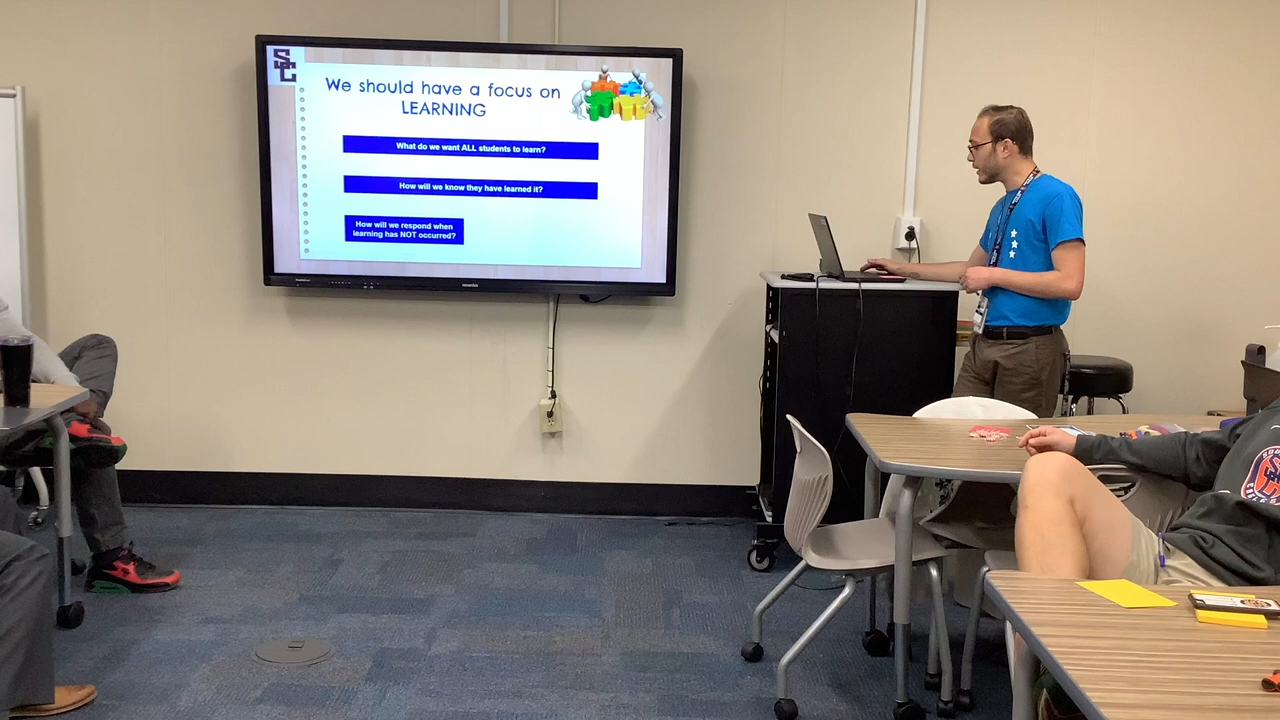 SC
We should have a focus on
LEARNING
What do we want ALL students to learn?
How will we know they have learned it?
How will we respond when
learning has NOT occurred?